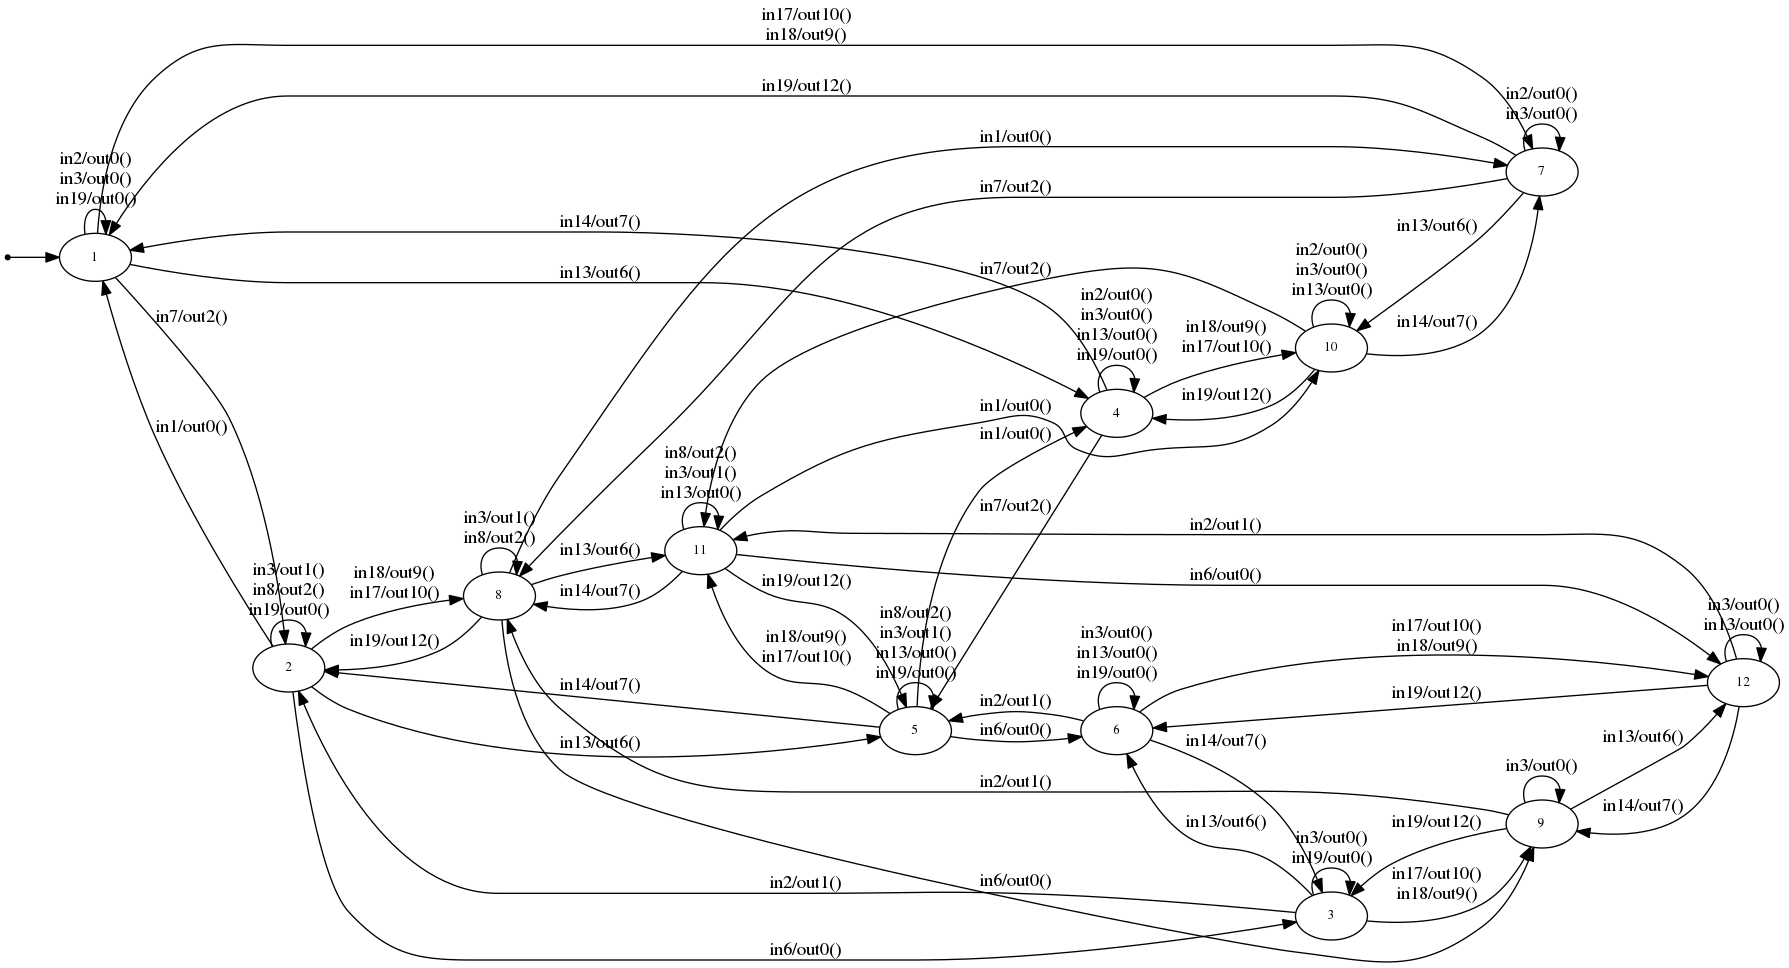 in17/out10()
in18/out9()
in19/out12()
in2/out0()
in3/out0()
in1/out0()
in2/out0()
in3/out0()
in19/out0()
7
in7/out2()
in14/out7()
in13/out6()
1
in13/out6()
in7/out2()
in2/out0()
in3/out0()
in13/out0()
in2/out0()
in3/out0()
in13/out0()
in19/out0()
in7/out2()
in18/out9()
in17/out10()
in14/out7()
10
in19/out12()
4
in1/out0()
in1/out0()
in1/out0()
in8/out2()
in3/out1()
in13/out0()
in7/out2()
in3/out1()
in8/out2()
in2/out1()
in13/out6()
11
in14/out7()
in19/out12()
in6/out0()
in3/out1()
in8/out2()
in19/out0()
in18/out9()
in17/out10()
8
in19/out12()
2
in8/out2()
in3/out1()
in13/out0()
in19/out0()
in18/out9()
in17/out10()
in3/out0()
in13/out0()
in19/out0()
in17/out10()
in18/out9()
in3/out0()
in13/out0()
in14/out7()
in13/out6()
5
in2/out1()
in6/out0()
6
in19/out12()
12
in14/out7()
in13/out6()
in2/out1()
in3/out0()
in14/out7()
9
in13/out6()
in3/out0()
in19/out0()
in19/out12()
in17/out10()
in18/out9()
3
in2/out1()
in6/out0()
in6/out0()